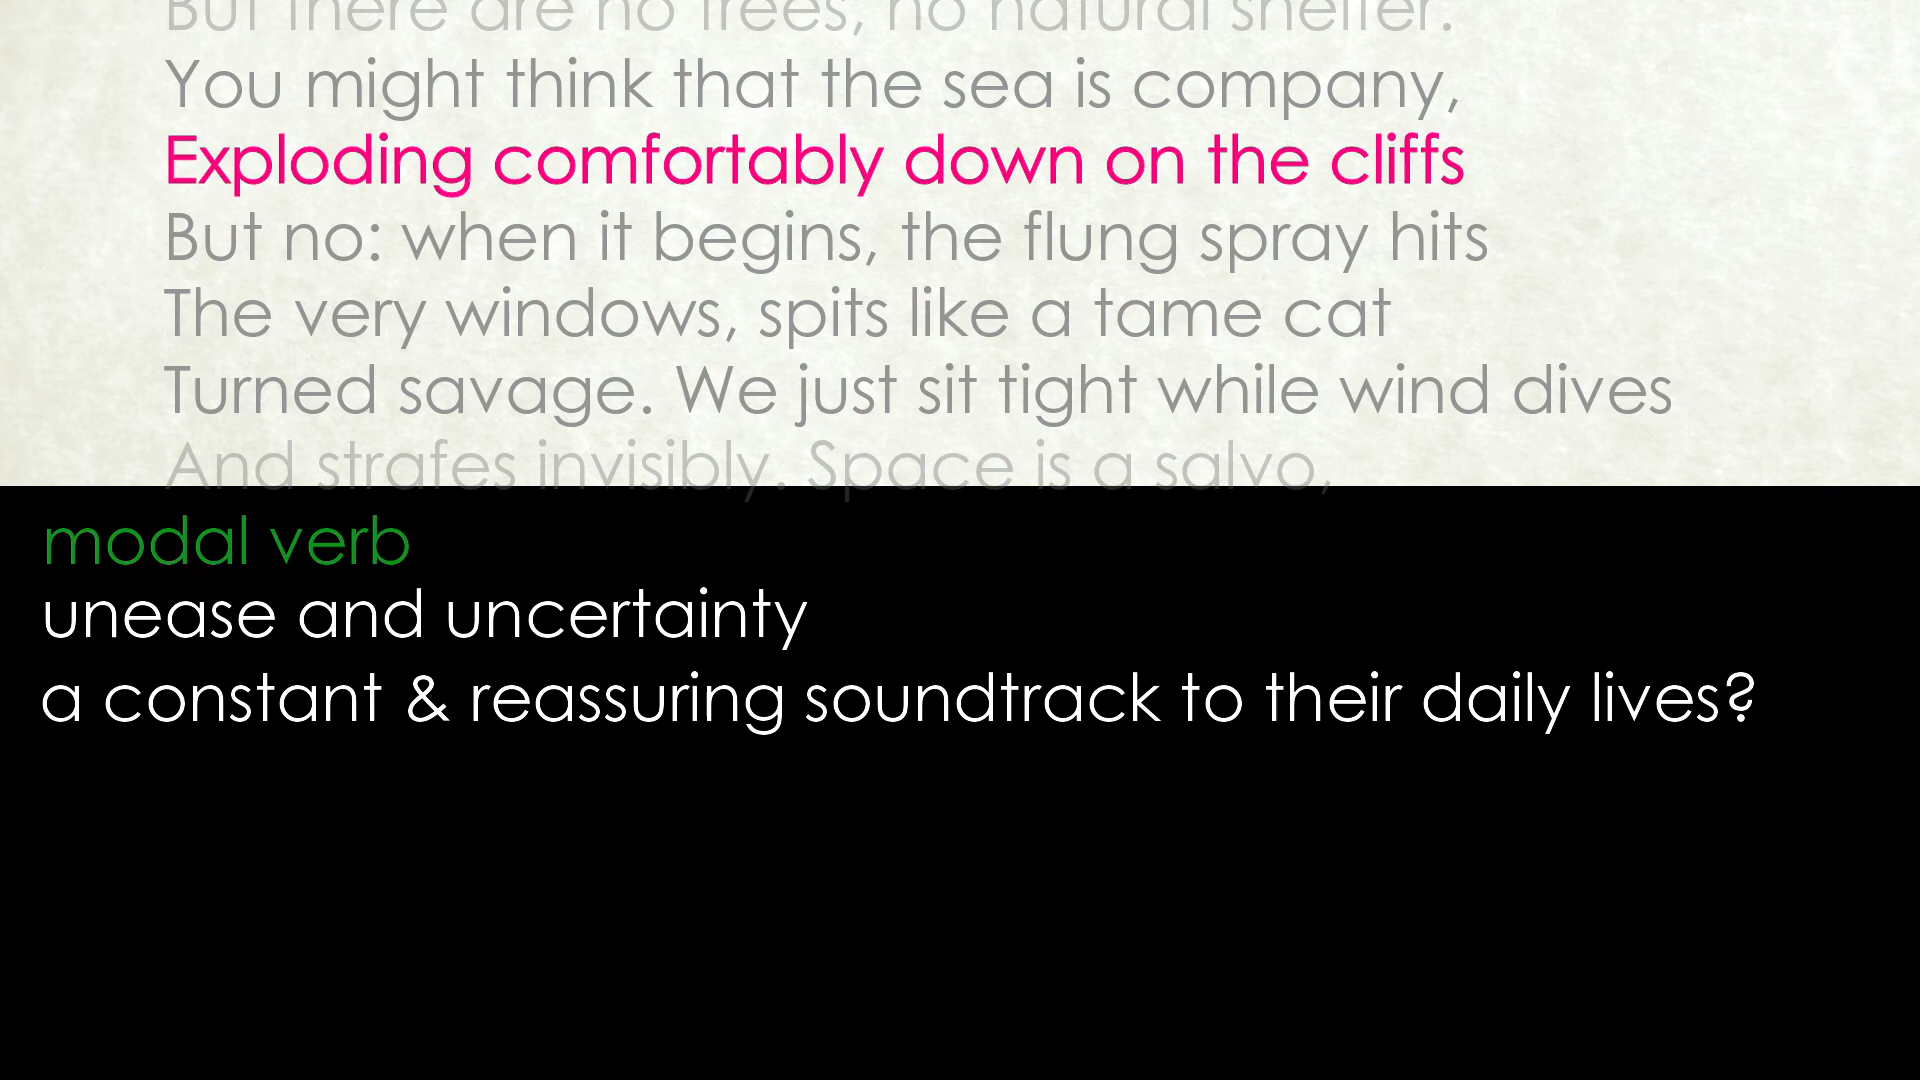 But there are no trees, no natural shelter.
You might think that the sea is company,
Exploding comfortably down on the cliffs
But no: when it begins, the flung spray hits
The very windows, spits like a tame cat
Turned savage. We just sit tight while wind dives
And strafes invisibly. Space is a salvo,
modal verb
unease and uncertainty
a constant & reassuring soundtrack to their daily lives?